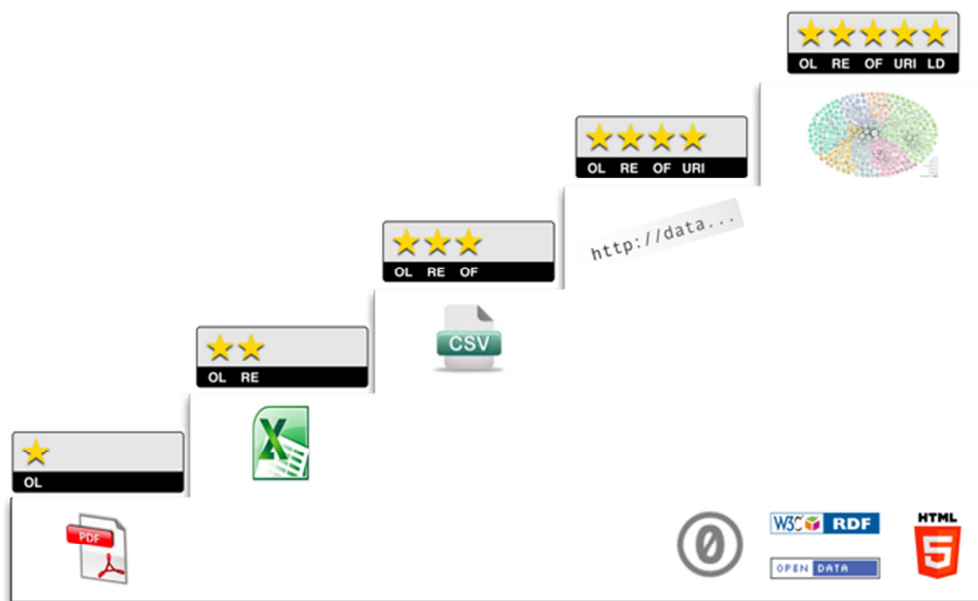 OL RE OF URI LD
OL RE OF URI
http://data...
OL RE OF
CSV
OL RE
X
OL
PDF
0
W3C RDF
OPEN DATA
HTML
5